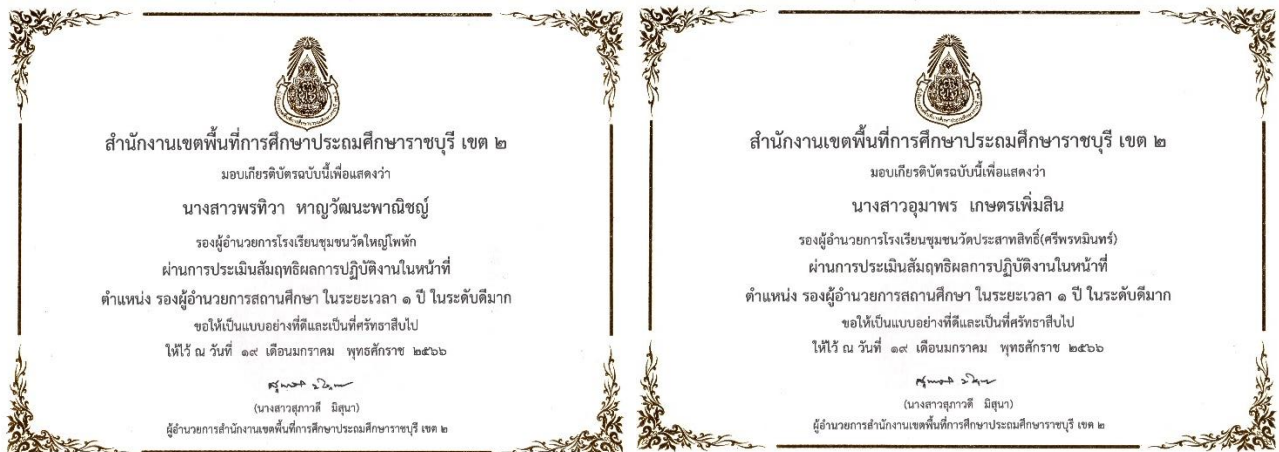 สำนักงานเขตพื้นที่การศึกษาประถมศึกษาราชบุรี เขต ๒
มอบเกียรติบัตรฉบับนี้เพื่อแสดงว่า
นางสาวพรทิวา หาญวัฒนะพาณิชญ์
รองผู้อำนวยการโรงเรียนชุมชนวัดใหญ่โพหัก
ผ่านการประเมินสัมฤทธิผลการปฏิบัติงานในหน้าที่
ตำแหน่ง รองผู้อำนวยการสถานศึกษา ในระยะเวลา ๑ ปี ในระดับดีมาก
ขอให้เป็นแบบอย่างที่ดีและเป็นที่ศรัทธาสืบไป
ให้ไว้ ณ วันที่ ๑๙ เดือนมกราคม พุทธศักราช ๒๕๖๖
(นางสาวสุภาวดี มิสุนา)
ผู้อำนวยการสำนักงานเขตพื้นที่การศึกษาประถมศึกษาราชบุรี เขต ๒
สำนักงานเขตพื้นที่การศึกษาประถมศึกษาราชบุรี เขต ๒
มอบเกียรติบัตรฉบับนี้เพื่อแสดงว่า
นางสาวอุมาพร เกษตรเพิ่มสิน
รองผู้อำนวยการโรงเรียนชุมชนวัดประสาทสิทธิ์(ศรีพรหมินทร์)
ผ่านการประเมินสัมฤทธิผลการปฏิบัติงานในหน้าที่
ตำแหน่ง รองผู้อำนวยการสถานศึกษา ในระยะเวลา ๑ ปี ในระดับดีมาก
ขอให้เป็นแบบอย่างที่ดีและเป็นที่ศรัทธาสืบไป
ให้ไว้ ณ วันที่ ๑๙ เดือนมกราคม พุทธศักราช ๒๕๖๖
(นางสาวสุภาวดี มิสุนา)
ผู้อำนวยการสำนักงานเขตพื้นที่การศึกษาประถมศึกษาราชบุรี เขต ๒